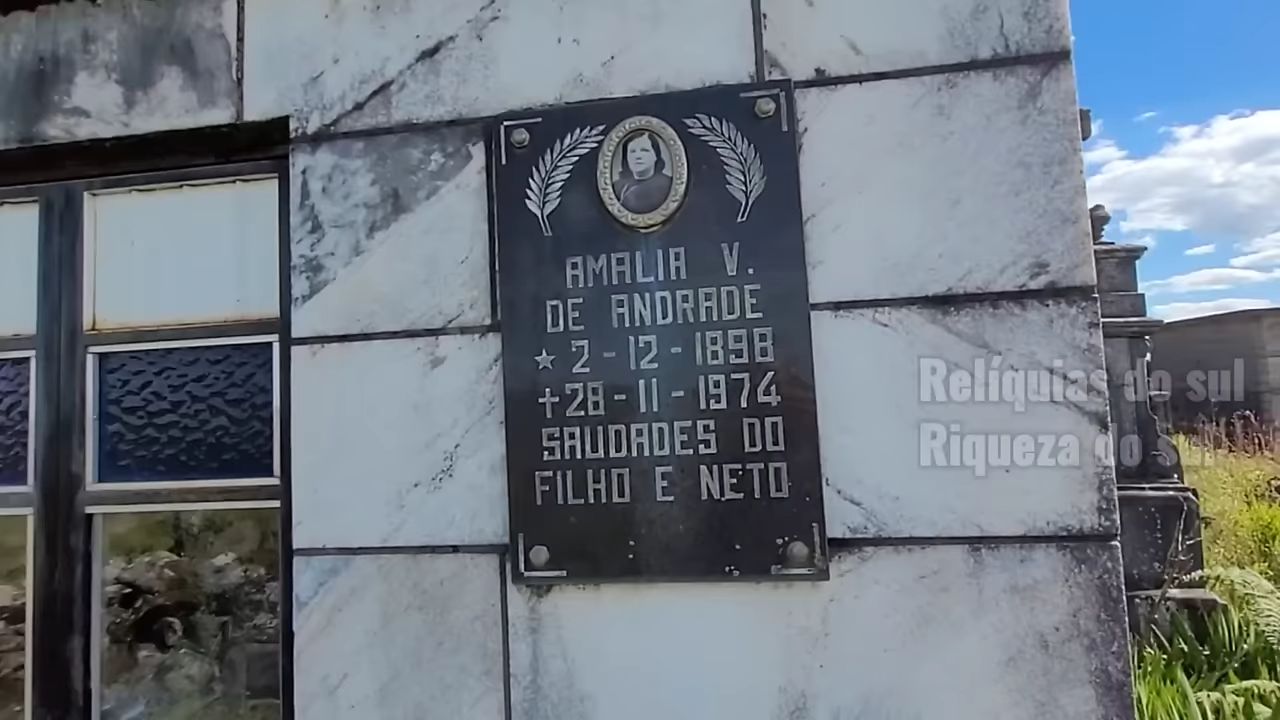 AMALIA V.
DE ANDRADE
★ 2-12-1898
✝28-11-1974
SAUDADES DO
FILHO E NETO
Relíquias do sul
Riqueza do Sul